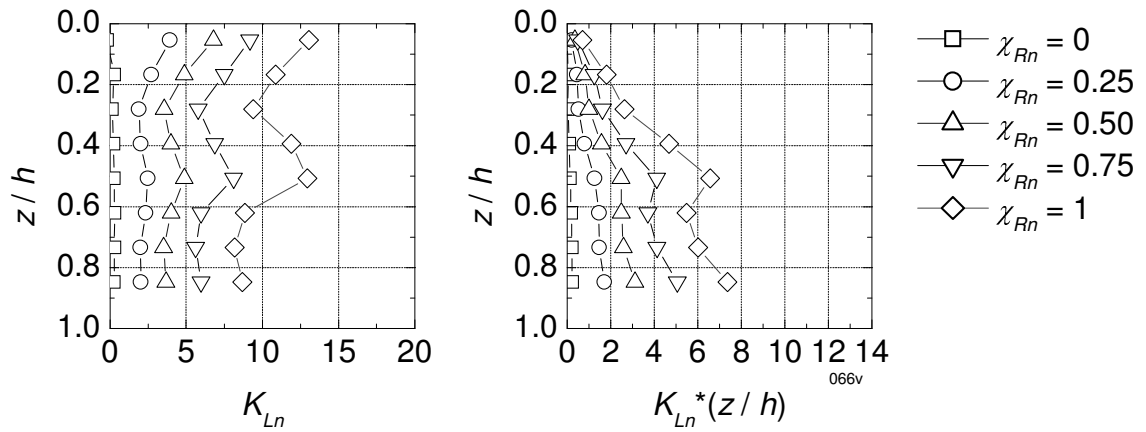 0.0
0.2
0.4
0.6
0.8
1.0
z / h
0 5 10 15 20
K_Ln
0.0
0.2
0.4
0.6
0.8
1.0
z / h
0 2 4 6 8 10 12 14
066v
K_Ln*(z / h)
χ_Rn = 0
χ_Rn = 0.25
χ_Rn = 0.50
χ_Rn = 0.75
χ_Rn = 1